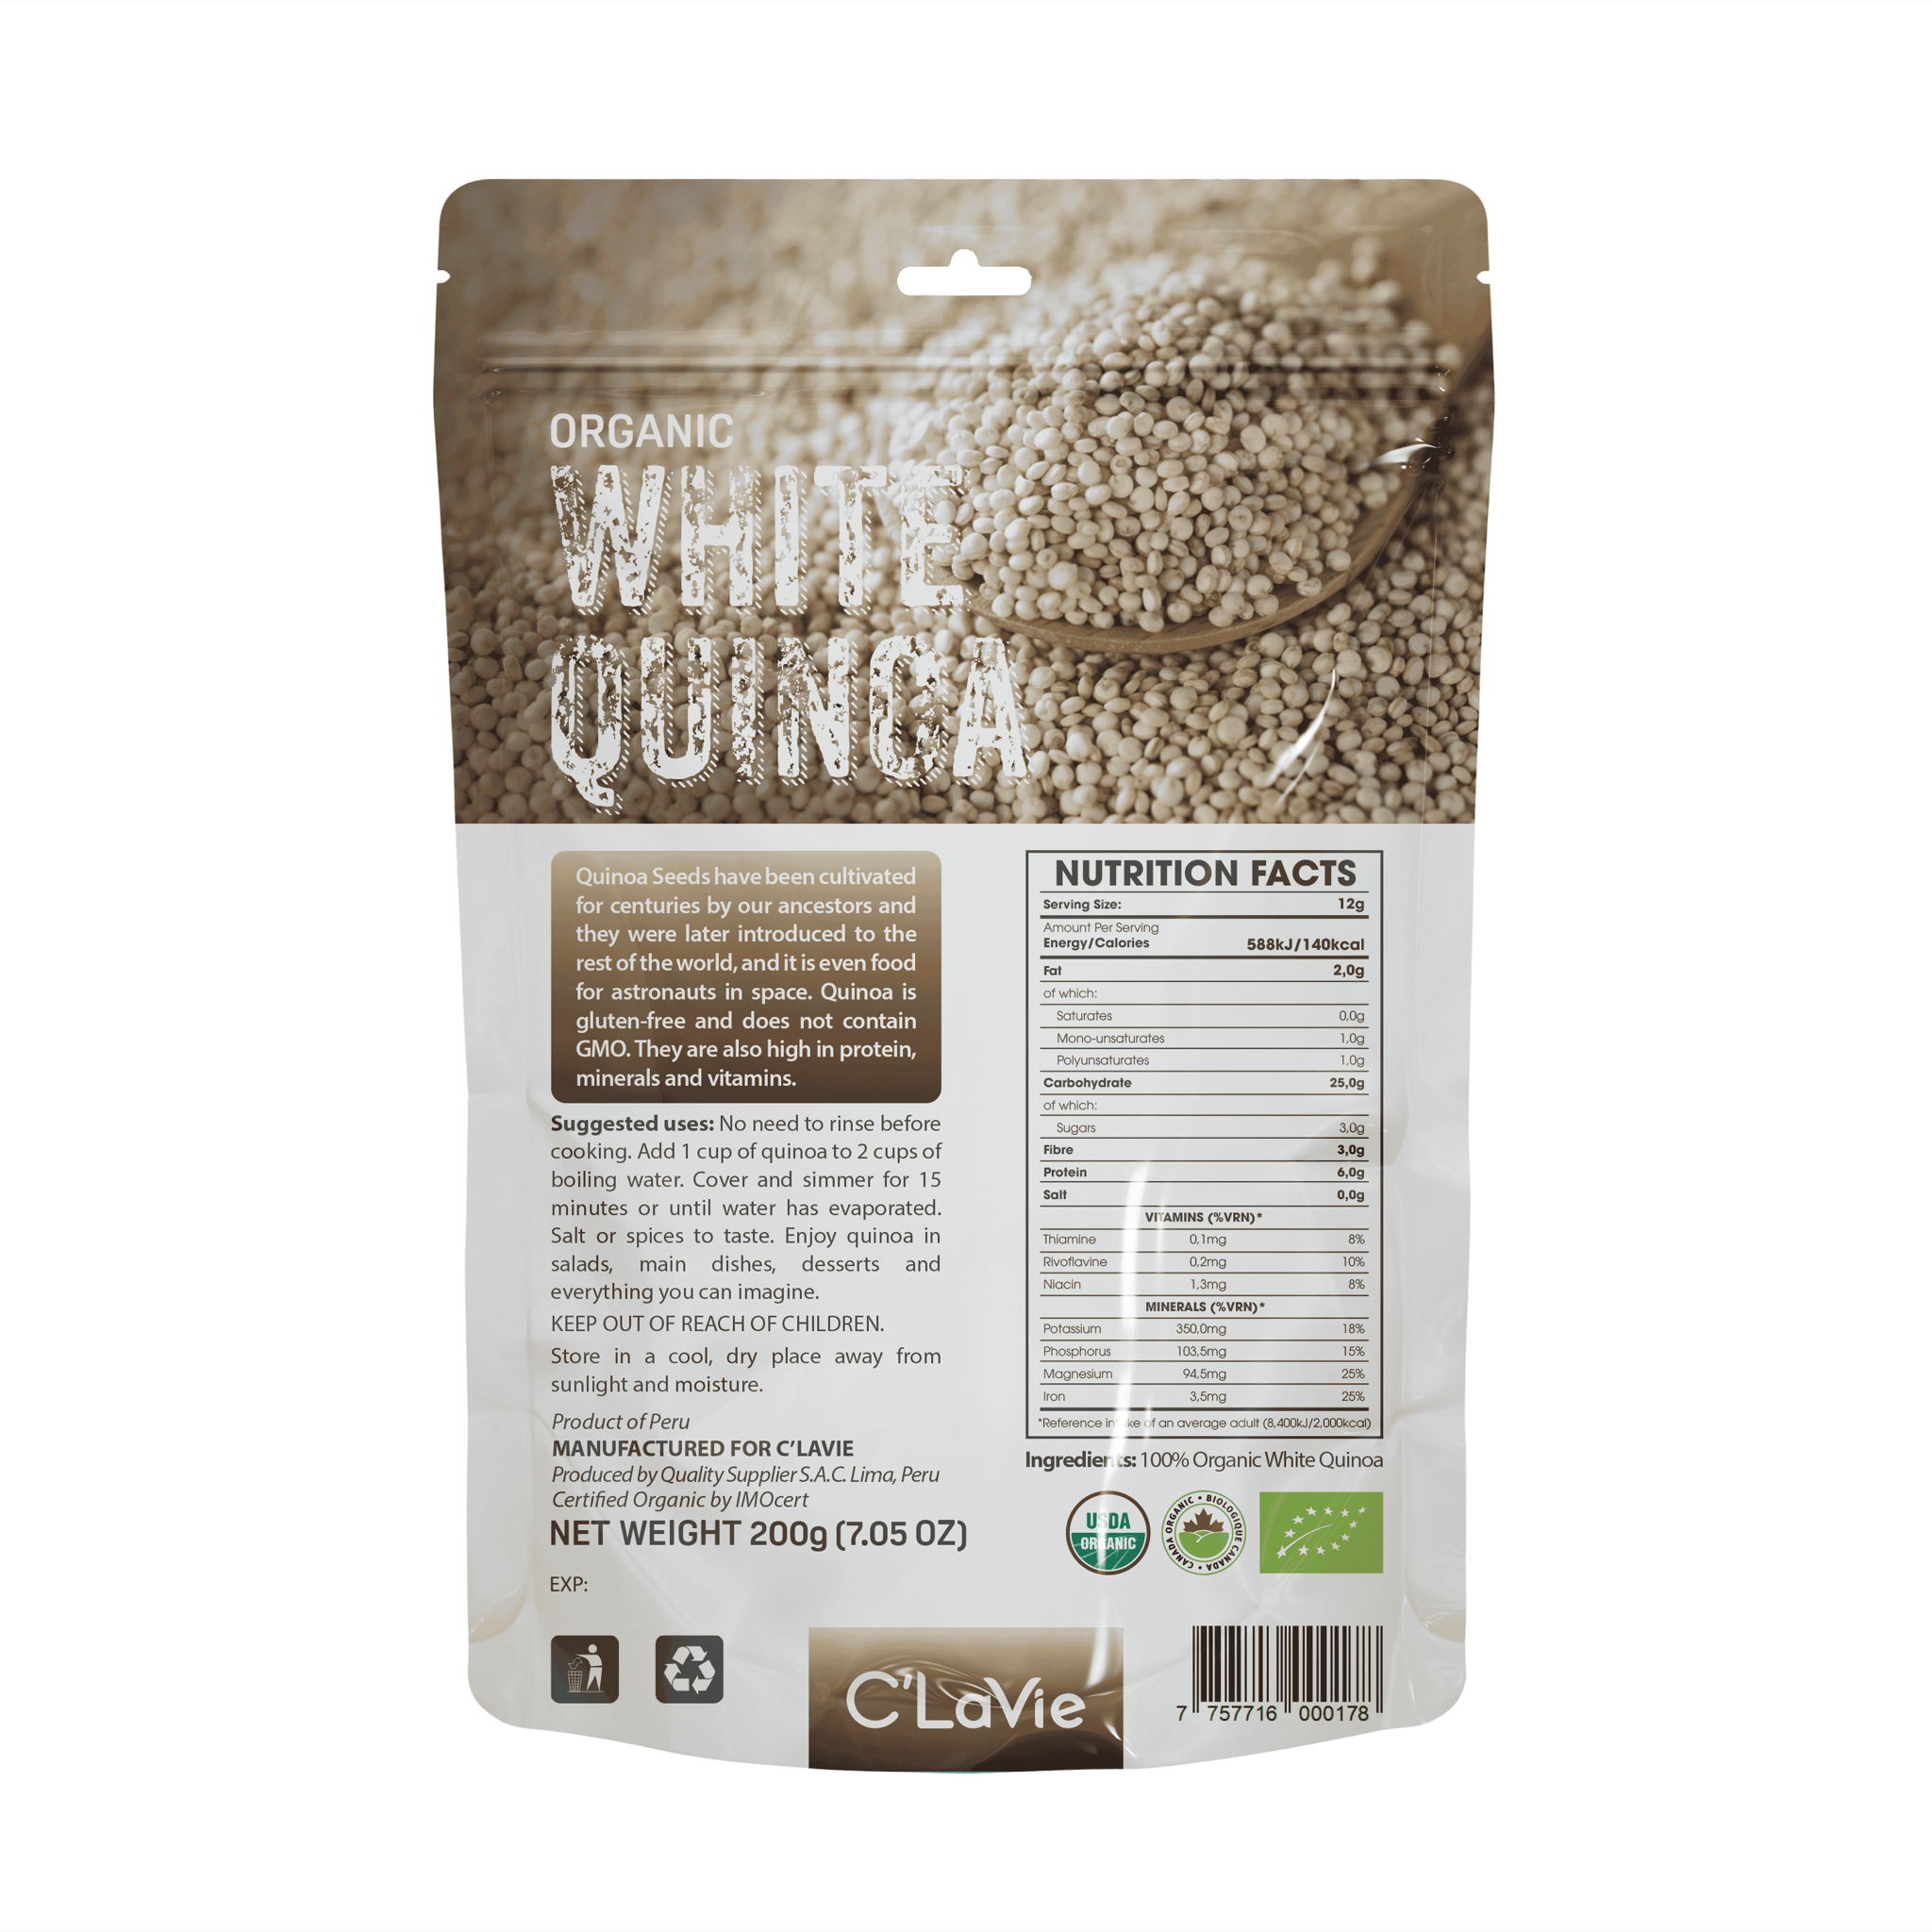 ORGANIC
WHITE
QUINOA
Quinoa Seeds have been cultivated
for centuries by our ancestors and
they were later introduced to the
rest of the world, and it is even food
for astronauts in space. Quinoa is
gluten-free and does not contain
GMO. They are also high in protein,
minerals and vitamins.
Suggested uses: No need to rinse before
cooking. Add 1 cup of quinoa to 2 cups of
boiling water. Cover and simmer for 15
minutes or until water has evaporated.
Salt or spices to taste. Enjoy quinoa in
salads, main dishes, desserts and
everything you can imagine.
KEEP OUT OF REACH OF CHILDREN.
Store in a cool, dry place away from
sunlight and moisture.
Product of Peru
MANUFACTURED FOR C'LAVIE
Produced by Quality Supplier S.A.C. Lima, Peru
Certified Organic by IMOcert
NET WEIGHT 200g (7.05 OZ)
EXP:
NUTRITION FACTS
Serving Size: 12g
Amount Per Serving
Energy/Calories 588kJ/140kcal
Fat 2,0g
of which:
Saturates 0,0g
Mono-unsaturates 1,0g
Polyunsaturates 1,0g
Carbohydrate 25,0g
of which:
Sugars 3,0g
Fibre 3,0g
Protein 6,0g
Salt 0,0g
VITAMINS (%VRN)*
Thiamine 0,1mg 8%
Rivoflavine 0,2mg 10%
Niacin 1,3mg 8%
MINERALS (%VRN)*
Potassium 350,0mg 18%
Phosphorus 103,5mg 15%
Magnesium 94,5mg 25%
Iron 3,5mg 25%
*Reference intake of an average adult (8,400kJ/2,000kcal)
Ingredients: 100% Organic White Quinoa
USDA
ORGANIC
CANADA ORGANIC • BIOLOGIQUE CANADA •
C'LaVie
7 757716 000178